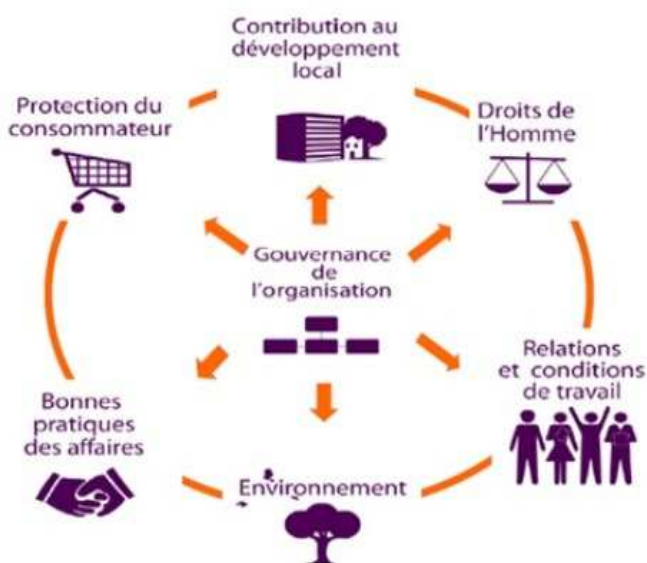 Contribution au
développement
local
Protection du
consommateur
Droits de
l'Homme
Gouvernance
de
l'organisation
Relations
et conditions
de travail
Bonnes
pratiques
des affaires
Environnement